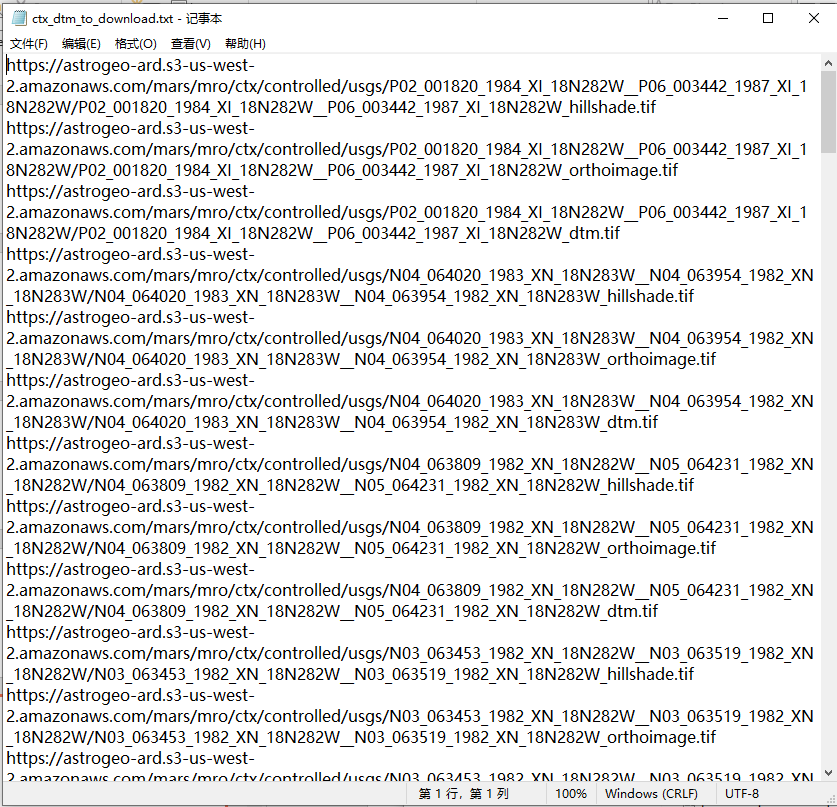 ctx_dtm_to_download.txt - 记事本
文件(F) 编辑(E) 格式(O) 查看(V) 帮助(H)
https://astrogeo-ard.s3-us-west-
2.amazonaws.com/mars/mro/ctx/controlled/usgs/P02_001820_1984_XI_18N282W__P06_003442_1987_XI_1
8N282W/P02_001820_1984_XI_18N282W__P06_003442_1987_XI_18N282W_hillshade.tif
https://astrogeo-ard.s3-us-west-
2.amazonaws.com/mars/mro/ctx/controlled/usgs/P02_001820_1984_XI_18N282W__P06_003442_1987_XI_1
8N282W/P02_001820_1984_XI_18N282W__P06_003442_1987_XI_18N282W_orthoimage.tif
https://astrogeo-ard.s3-us-west-
2.amazonaws.com/mars/mro/ctx/controlled/usgs/P02_001820_1984_XI_18N282W__P06_003442_1987_XI_1
8N282W/P02_001820_1984_XI_18N282W__P06_003442_1987_XI_18N282W_dtm.tif
https://astrogeo-ard.s3-us-west-
2.amazonaws.com/mars/mro/ctx/controlled/usgs/N04_064020_1983_XN_18N283W__N04_063954_1982_XN
_18N283W/N04_064020_1983_XN_18N283W__N04_063954_1982_XN_18N283W_hillshade.tif
https://astrogeo-ard.s3-us-west-
2.amazonaws.com/mars/mro/ctx/controlled/usgs/N04_064020_1983_XN_18N283W__N04_063954_1982_XN
_18N283W/N04_064020_1983_XN_18N283W__N04_063954_1982_XN_18N283W_orthoimage.tif
https://astrogeo-ard.s3-us-west-
2.amazonaws.com/mars/mro/ctx/controlled/usgs/N04_064020_1983_XN_18N283W__N04_063954_1982_XN
_18N283W/N04_064020_1983_XN_18N283W__N04_063954_1982_XN_18N283W_dtm.tif
https://astrogeo-ard.s3-us-west-
2.amazonaws.com/mars/mro/ctx/controlled/usgs/N04_063809_1982_XN_18N282W__N05_064231_1982_XN
_18N282W/N04_063809_1982_XN_18N282W__N05_064231_1982_XN_18N282W_hillshade.tif
https://astrogeo-ard.s3-us-west-
2.amazonaws.com/mars/mro/ctx/controlled/usgs/N04_063809_1982_XN_18N282W__N05_064231_1982_XN
_18N282W/N04_063809_1982_XN_18N282W__N05_064231_1982_XN_18N282W_orthoimage.tif
https://astrogeo-ard.s3-us-west-
2.amazonaws.com/mars/mro/ctx/controlled/usgs/N04_063809_1982_XN_18N282W__N05_064231_1982_XN
_18N282W/N04_063809_1982_XN_18N282W__N05_064231_1982_XN_18N282W_dtm.tif
https://astrogeo-ard.s3-us-west-
2.amazonaws.com/mars/mro/ctx/controlled/usgs/N03_063453_1982_XN_18N282W__N03_063519_1982_XN
_18N282W/N03_063453_1982_XN_18N282W__N03_063519_1982_XN_18N282W_hillshade.tif
https://astrogeo-ard.s3-us-west-
2.amazonaws.com/mars/mro/ctx/controlled/usgs/N03_063453_1982_XN_18N282W__N03_063519_1982_XN
_18N282W/N03_063453_1982_XN_18N282W__N03_063519_1982_XN_18N282W_orthoimage.tif
https://astrogeo-ard.s3-us-west-
2.amazonaws.com/mars/mro/ctx/controlled/usgs/N03_063453_1982_XN_18N282W__N03_063519_1982_XN
第 1 行，第 1 列 100% Windows (CRLF) UTF-8